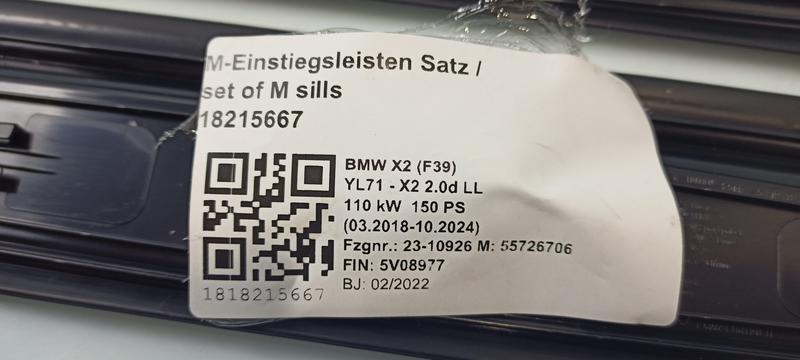 M-Einstiegsleisten Satz /
set of M sills
18215667
BMW X2 (F39)
YL71 - X2 2.0d LL
110 kW 150 PS
(03.2018-10.2024)
Fzgnr.: 23-10926 M: 55726706
FIN: 5V08977
BJ: 02/2022
1818215667